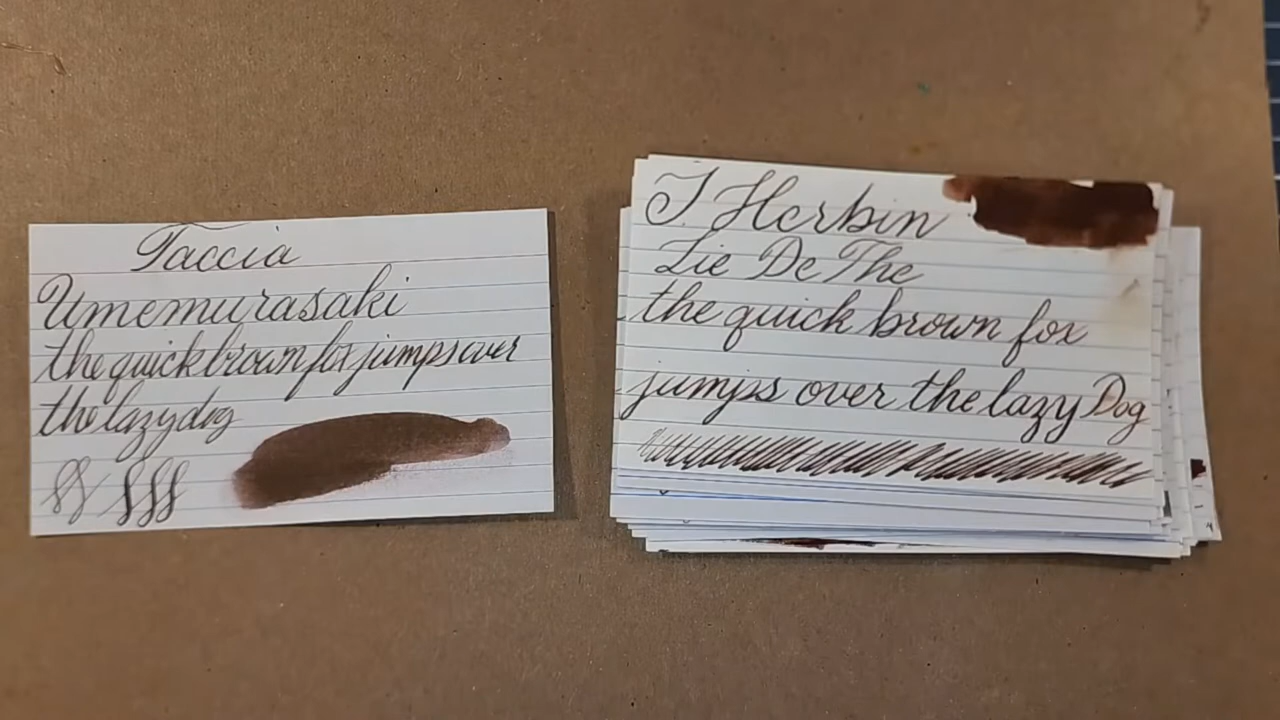 Taccia
Umemurasaki
the quick brown fox jumps over
the lazy dog
J Herbin
Lie De The
the quick brown fox
jumps over the lazy Dog